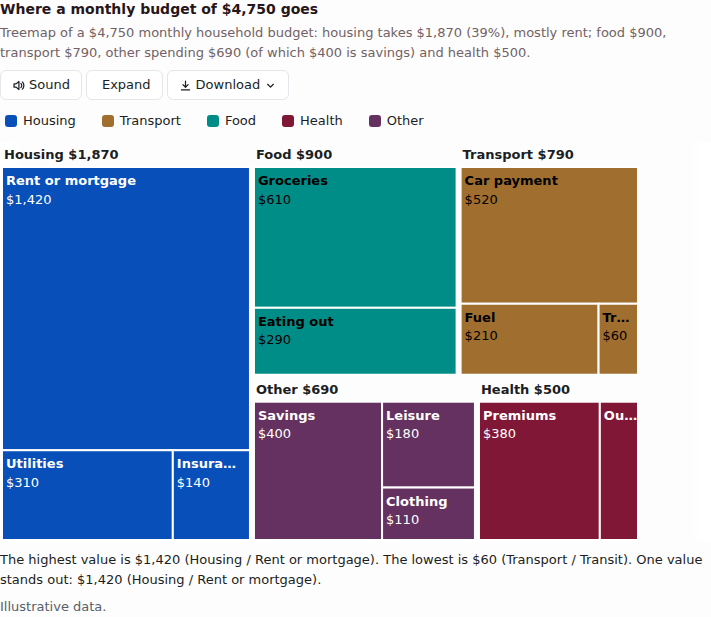 Where a monthly budget of $4,750 monthly goes
Treemap of a $4,750 monthly household budget: housing takes $1,870 (39%), mostly rent; food $900,
transport $790, other spending $690 (of which $400 is savings) and health $500.
Sound Expand Download
Housing Transport Food Health Other
Housing $1,870
Rent or mortgage
$1,420
Utilities
$310
Insura...
$140
Food $900
Groceries
$610
Eating out
$290
Transport $790
Car payment
$520
Fuel
$210
Tr...
$60
Other $690
Savings
$400
Leisure
$180
Clothing
$110
Health $500
Premiums
$380
Ou...
The highest value is $1,420 (Housing / Rent or mortgage). The lowest is $60 (Transport / Transit). One value
stands out: $1,420 (Housing / Rent or mortgage).
Illustrative data.